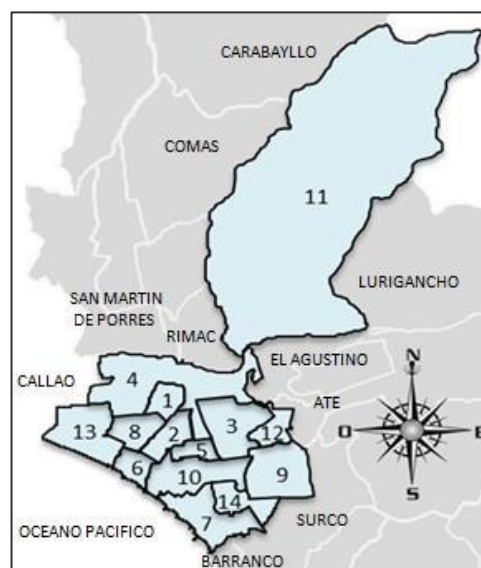 CARABAYLLO
COMAS
11
LURIGANCHO
SAN MARTIN
DE PORRES
RIMAC
EL AGUSTINO
N
CALLAO
4
1
ATE
13
8
2
3
12
O
E
5
6
10
9
S
14
7
SURCO
OCEANO PACIFICO
BARRANCO